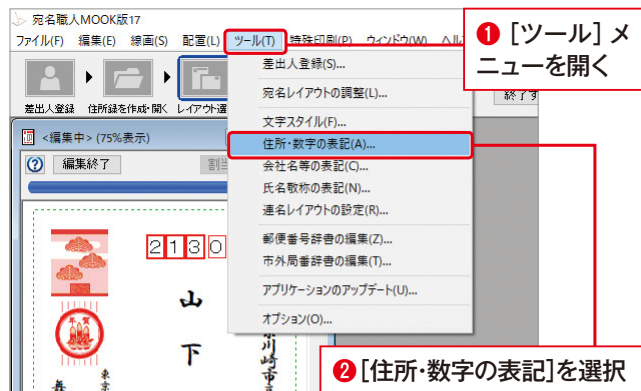 宛名職人MOOK版17
ファイル(F) 編集(E) 線画(S) 配置(L) ツール(T) 特殊印刷(P) ウィンドウ(W)
❶［ツール］メ
ニューを開く
差出人登録 住所録を作成・開く レイアウト選
終了す
差出人登録(S)...
宛名レイアウトの調整(L)...
文字スタイル(F)...
住所・数字の表記(A)...
会社名等の表記(C)...
氏名敬称の表記(N)...
連名レイアウトの設定(R)...
郵便番号辞書の編集(Z)...
市外局番辞書の編集(T)...
アプリケーションのアップデート(U)...
オプション(O)...
<編集中> (75%表示)
編集終了
割当
2130
山
下
川崎市
年賀
東京
❷［住所・数字の表記］を選択